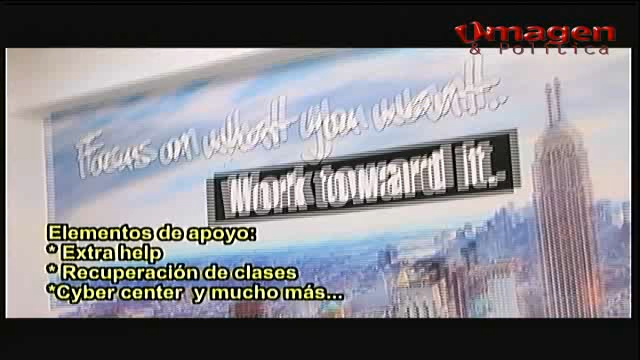 Imagen
& Política
Focus on what you want..
Work toward it.
Elementos de apoyo:
* Extra help
* Recuperación de clases
*Cyber center y mucho más...